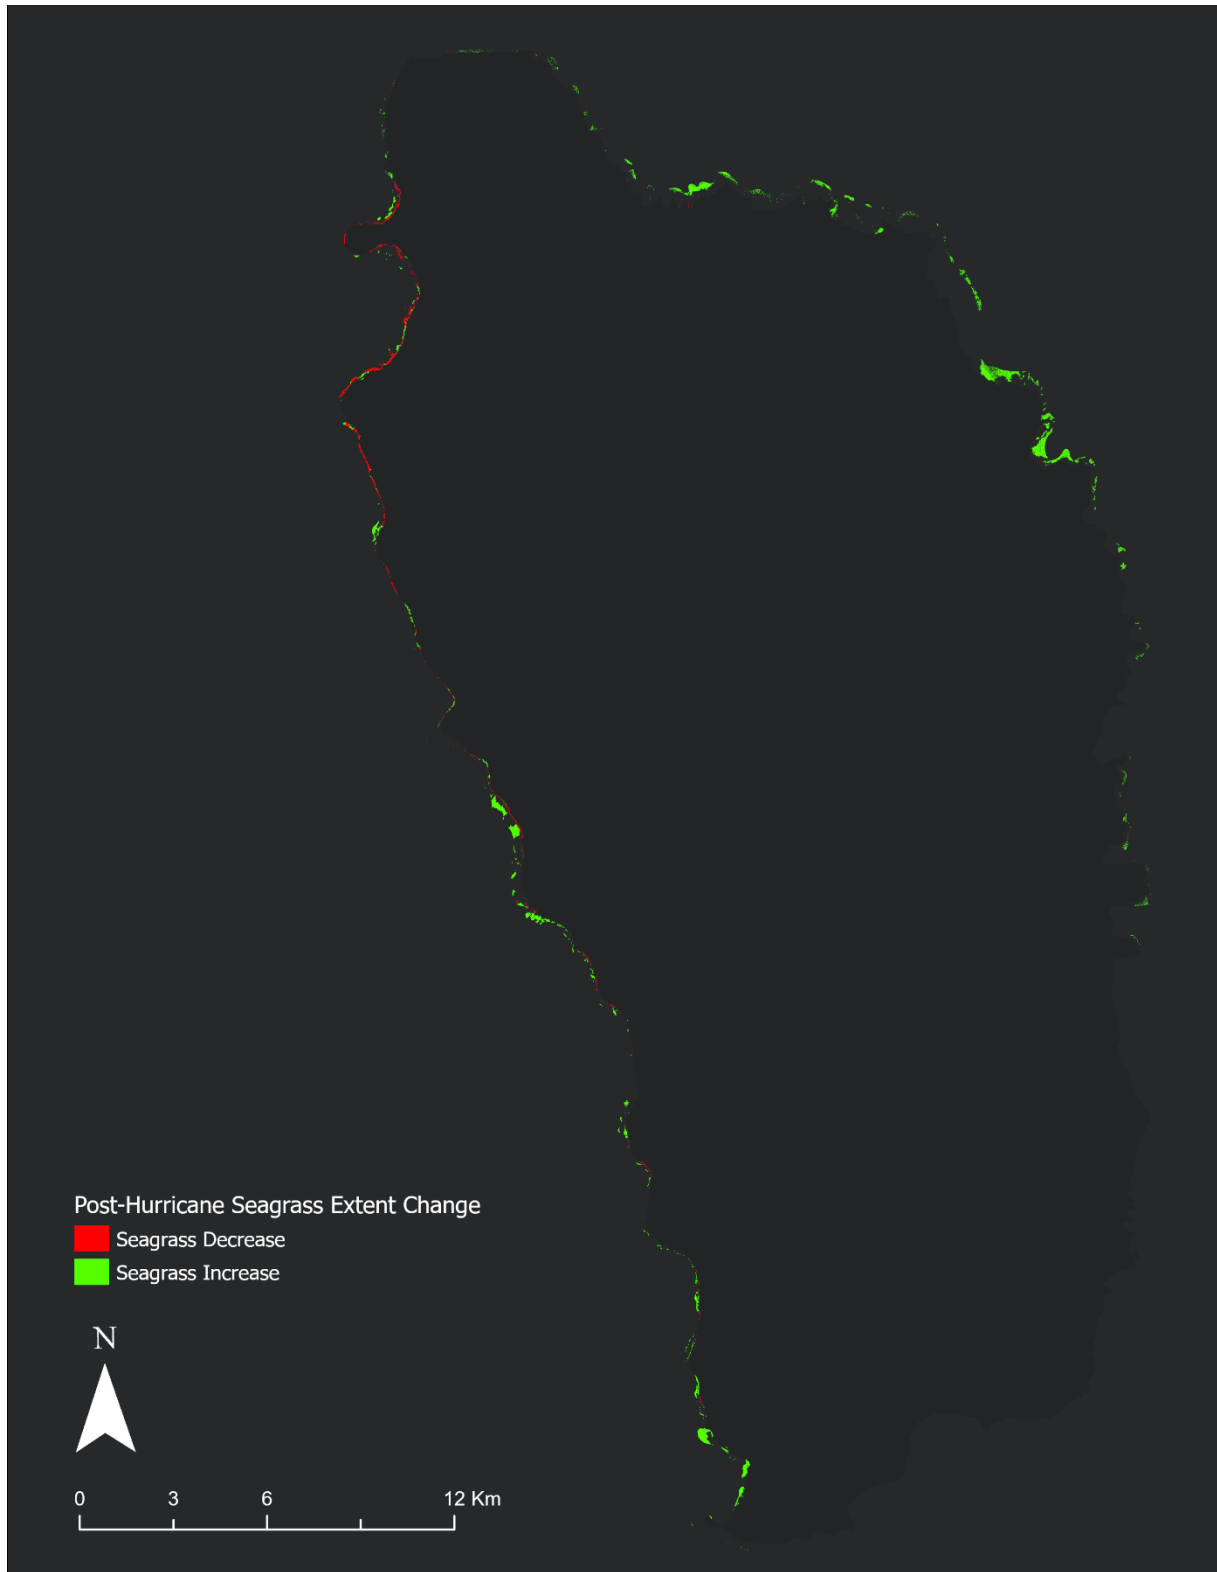 Post-Hurricane Seagrass Extent Change
Seagrass Decrease
Seagrass Increase
N
0 3 6 12 Km